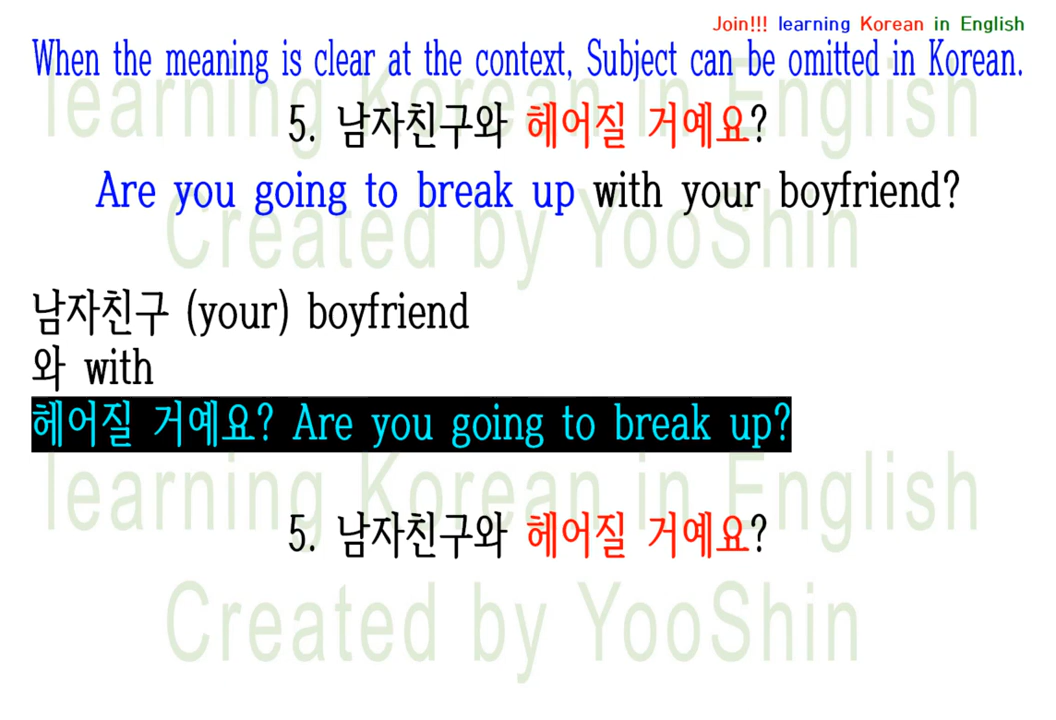 Join!!! learning Korean in English
When the meaning is clear at the context, Subject can be omitted in Korean.
5. 남자친구와 헤어질 거예요?
Are you going to break up with your boyfriend?
남자친구 (your) boyfriend
와 with
헤어질 거예요? Are you going to break up?
5. 남자친구와 헤어질 거예요?
learning Korean in English
Created by YooShin
learning Korean in English
Created by YooShin